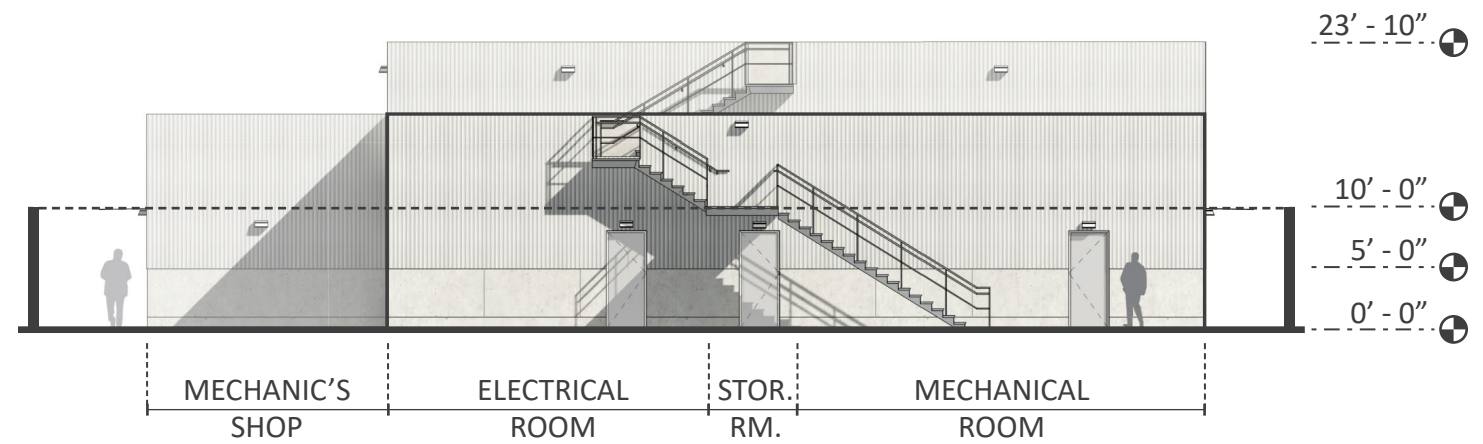 23’ - 10”
10’ - 0”
5’ - 0”
0’ - 0”
MECHANIC’S
SHOP
ELECTRICAL
ROOM
STOR.
RM.
MECHANICAL
ROOM